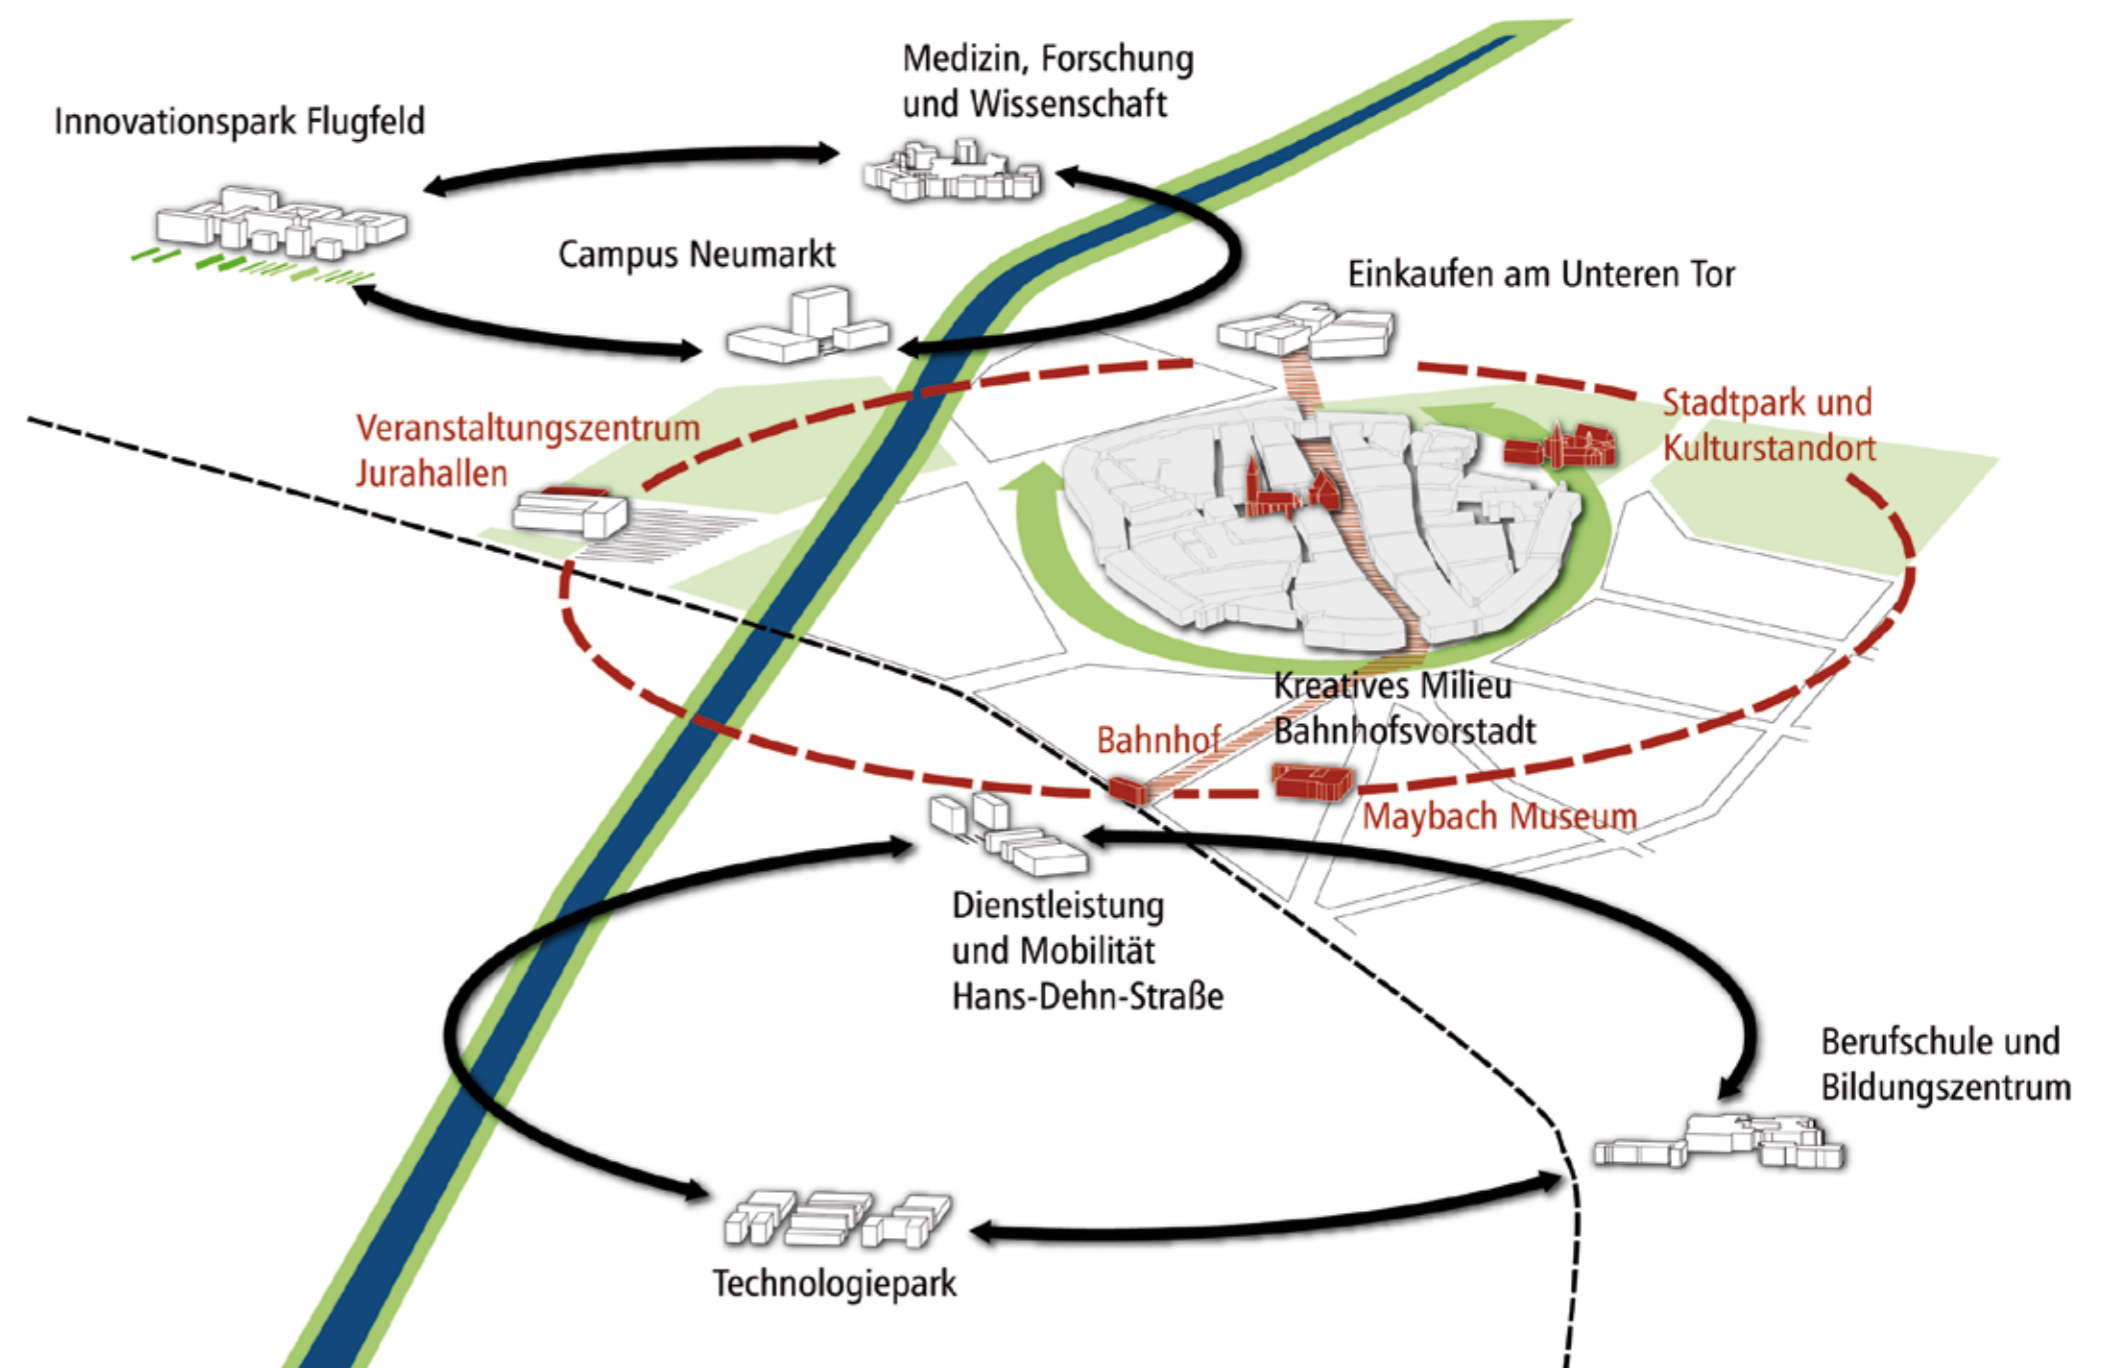 Medizin, Forschung
und Wissenschaft
Innovationspark Flugfeld
Campus Neumarkt
Einkaufen am Unteren Tor
Stadtpark und
Kulturstandort
Veranstaltungszentrum
Jurahallen
Kreatives Milieu
Bahnhofsvorstadt
Bahnhof
Maybach Museum
Dienstleistung
und Mobilität
Hans-Dehn-Straße
Berufschule und
Bildungszentrum
Technologiepark